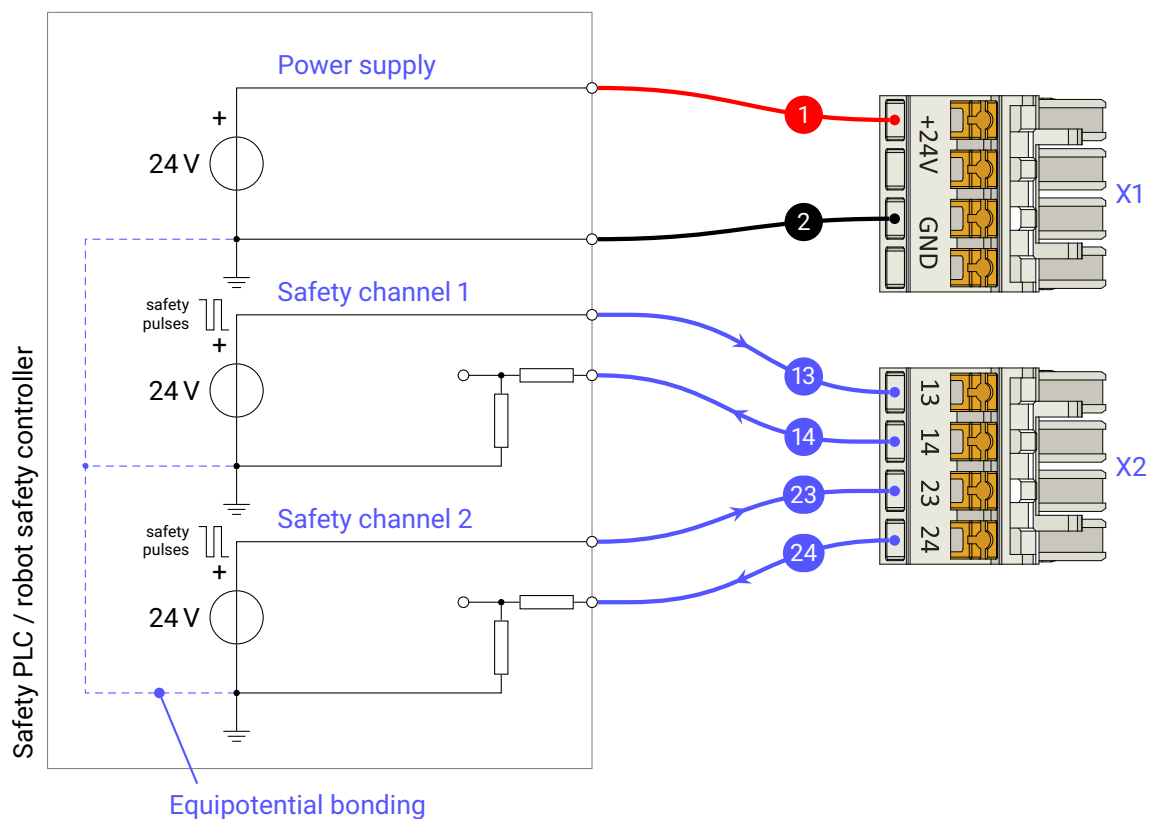 Power supply
+
24 V
1
2
+24V
GND
X1
Safety channel 1
safety
pulses
+
24 V
13
14
13
14
23
24
X2
23
24
Safety channel 2
safety
pulses
+
24 V
Safety PLC / robot safety controller
Equipotential bonding